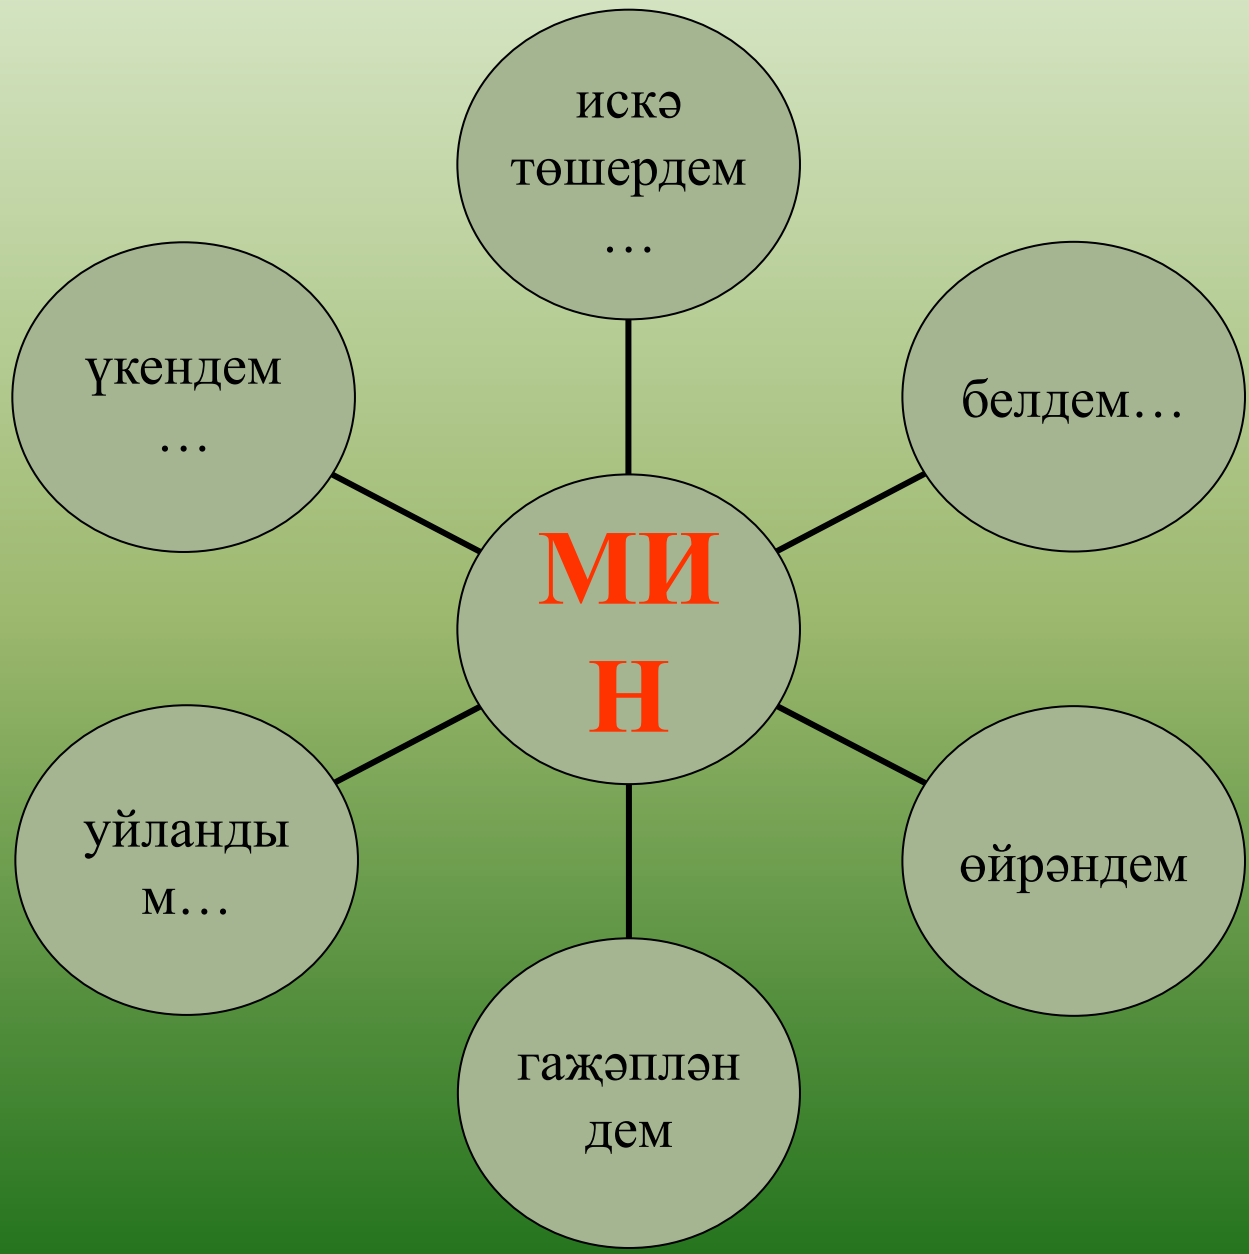 искә
төшердем
…
үкендем
…
белдем…
МИ
Н
уйланды
м…
өйрәндем
гаҗәплән
дем